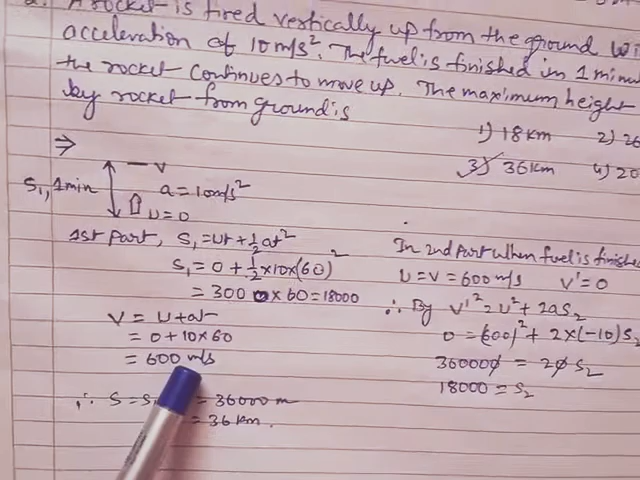 A rocket is fired vertically up from the ground wi
acceleration of 10 m/s². The fuel is finished in 1 minu
the rocket continues to move up. The maximum height
by rocket from ground is
1) 18 km 2) 26
3) 36 km 4) 20
⇒
V
S₁, 1min a = 10 m/s²
u = 0
1st part, S₁ = ut + ½at²
S₁ = 0 + ½ × 10 × (60)²
= 300 × 60 = 18000
V = u + at
= 0 + 10 × 60
= 600 m/s
∴ S = S₁ = 36000 m
= 36 km.
In 2nd part when fuel is finishe
u = v = 600 m/s V' = 0
∴ By V'² = u² + 2as₂
0 = (600)² + 2×(-10)S₂
360000 = 20 S₂
18000 = S₂